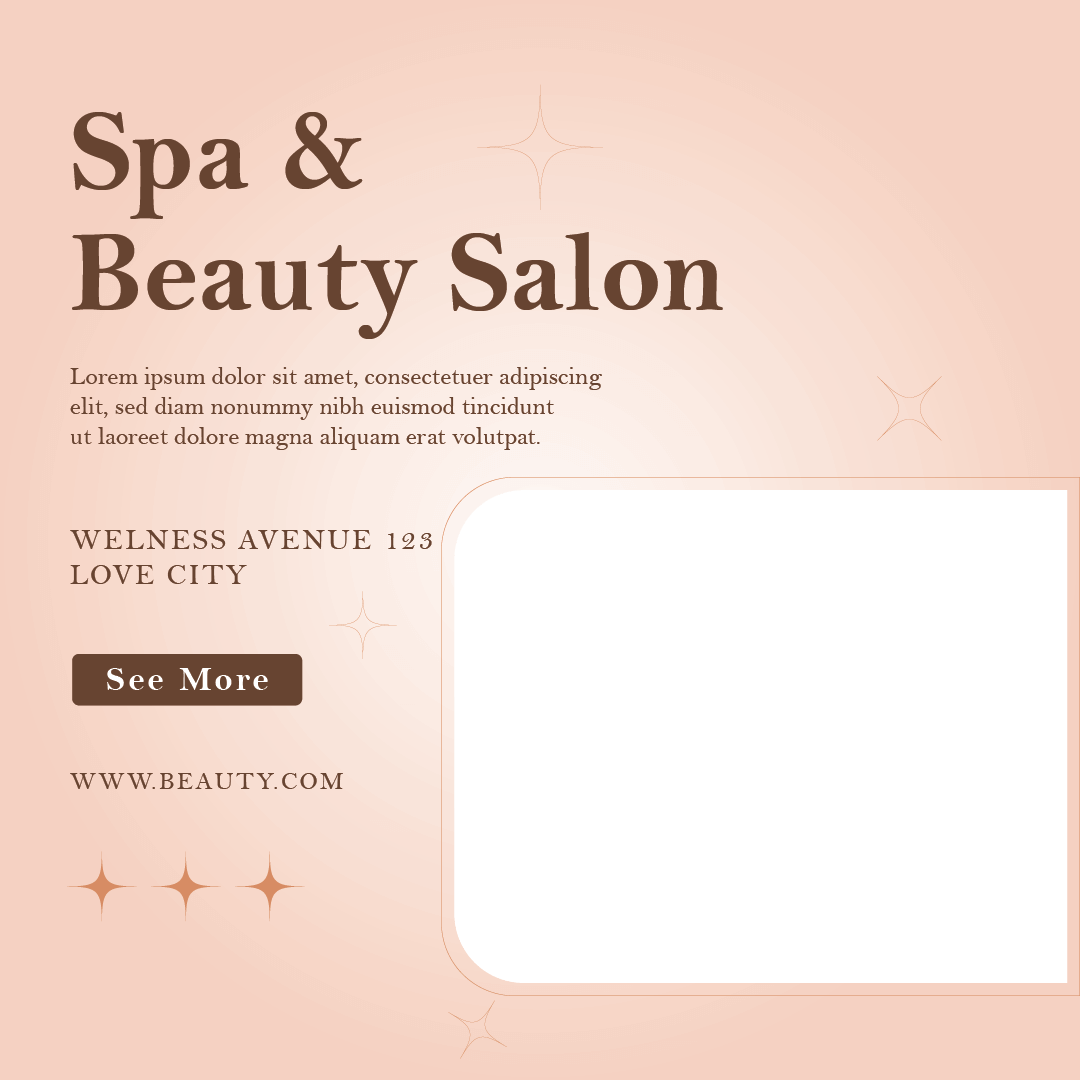 Spa &
Beauty Salon
Lorem ipsum dolor sit amet, consectetuer adipiscing
elit, sed diam nonummy nibh euismod tincidunt
ut laoreet dolore magna aliquam erat volutpat.
WELNESS AVENUE 123
LOVE CITY
See More
WWW.BEAUTY.COM